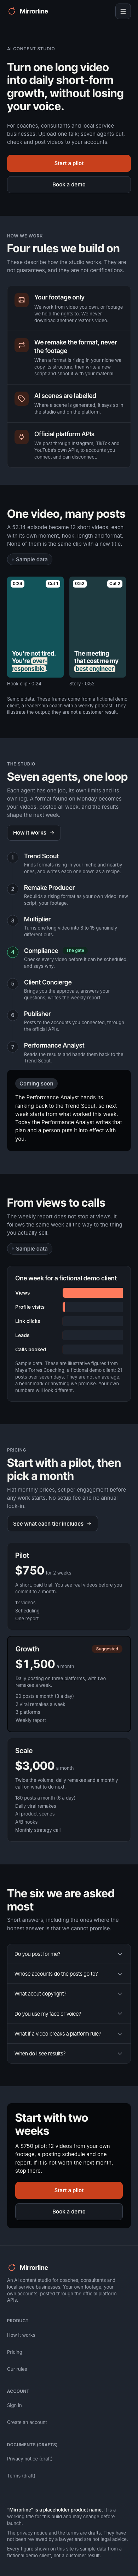 Mirrorline
AI CONTENT STUDIO
Turn one long video
into daily short-form
growth, without losing
your voice.
For coaches, consultants and local service
businesses. Upload one talk; seven agents cut,
check and post videos to your accounts.
Start a pilot
Book a demo
HOW WE WORK
Four rules we build on
These describe how the studio works. They are
our guarantees, and they are not certifications.
Your footage only
We work from video you own, or footage
we hold the rights to. We never
download another creator's video.
We remake the format, never
the footage
When a format is rising in your niche we
copy its structure, then write a new
script and shoot it with your material.
AI scenes are labelled
Where a scene is generated, it says so in
the studio and on the platform.
Official platform APIs
We post through Instagram, TikTok and
YouTube's own APIs, to accounts you
connect and can disconnect.
One video, many posts
A 52:14 episode became 12 short videos, each
with its own moment, hook, length and format.
None of them is the same clip with a new title.
Sample data
0:24
Cut 1
You're not tired.
You're over-
responsible.
Hook clip · 0:24
0:52
Cut 2
The meeting
that cost me my
best engineer
Story · 0:52
Sample data. These frames come from a fictional demo
client, a leadership coach with a weekly podcast. They
illustrate the output; they are not a customer result.
THE STUDIO
Seven agents, one loop
Each agent has one job, its own limits and its
own log. A format found on Monday becomes
your videos, posted all week, and the results
shape the next week.
How it works
1
Trend Scout
Finds formats rising in your niche and nearby
ones, and writes each one down as a recipe.
2
Remake Producer
Rebuilds a rising format as your own video: new
script, your footage.
3
Multiplier
Turns one long video into 8 to 15 genuinely
different cuts.
4
Compliance
The gate
Checks every video before it can be scheduled,
and says why.
5
Client Concierge
Brings you the approvals, answers your
questions, writes the weekly report.
6
Publisher
Posts to the accounts you connected, through
the official APIs.
7
Performance Analyst
Reads the results and hands them back to the
Trend Scout.
Coming soon
The Performance Analyst hands its
ranking back to the Trend Scout, so next
week starts from what worked this week.
Today the Performance Analyst writes that
plan and a person puts it into effect
you.
From views to calls
The weekly report does not stop at views. It
follows the same week all the way to the thing
you actually sell.
Sample data
One week for a fictional demo client
Views
Profile visits
Link clicks
Leads
Calls booked
Sample data. These are illustrative figures from
Maya Torres Coaching, a fictional demo client: 21
posts over seven days. They are not an average,
a benchmark or anything we promise. Your own
numbers will look different.
PRICING
Start with a pilot, then
pick a month
Flat monthly prices, set per engagement before
any work starts. No setup fee and no annual
lock-in.
See what each tier includes
Pilot
$750 for 2 weeks
A short, paid trial. You see real videos before you
commit to a month.
12 videos
Scheduling
One report
Growth
Suggested
$1,500 a month
Daily posting on three platforms, with two
remakes a week.
90 posts a month (3 a day)
2 viral remakes a week
3 platforms
Weekly report
Scale
$3,000 a month
Twice the volume, daily remakes and a monthly
call on what to do next.
180 posts a month (6 a day)
Daily viral remakes
AI product scenes
A/B hooks
Monthly strategy call
The six we are asked
most
Short answers, including the ones where the
honest answer is that we cannot promise.
Do you post for me?
Whose accounts do the posts go to?
What about copyright?
Do you use my face or voice?
What if a video breaks a platform rule?
When do I see results?
Start with two
weeks
A $750 pilot: 12 videos from your own
footage, a posting schedule and one
report. If it is not worth the next month,
stop there.
Start a pilot
Book a demo
Mirrorline
An AI content studio for coaches, consultants and
local service businesses. Your own footage, your
own accounts, posted through the official platform
APIs.
PRODUCT
How it works
Pricing
Our rules
ACCOUNT
Sign in
Create an account
DOCUMENTS (DRAFTS)
Privacy notice (draft)
Terms (draft)
"Mirrorline" is a placeholder product name. It is a
working title for this build and may change before
launch.
The privacy notice and the terms are drafts. They have
not been reviewed by a lawyer and are not legal advice.
Every figure shown on this site is sample data from a
fictional demo client, not a customer result.